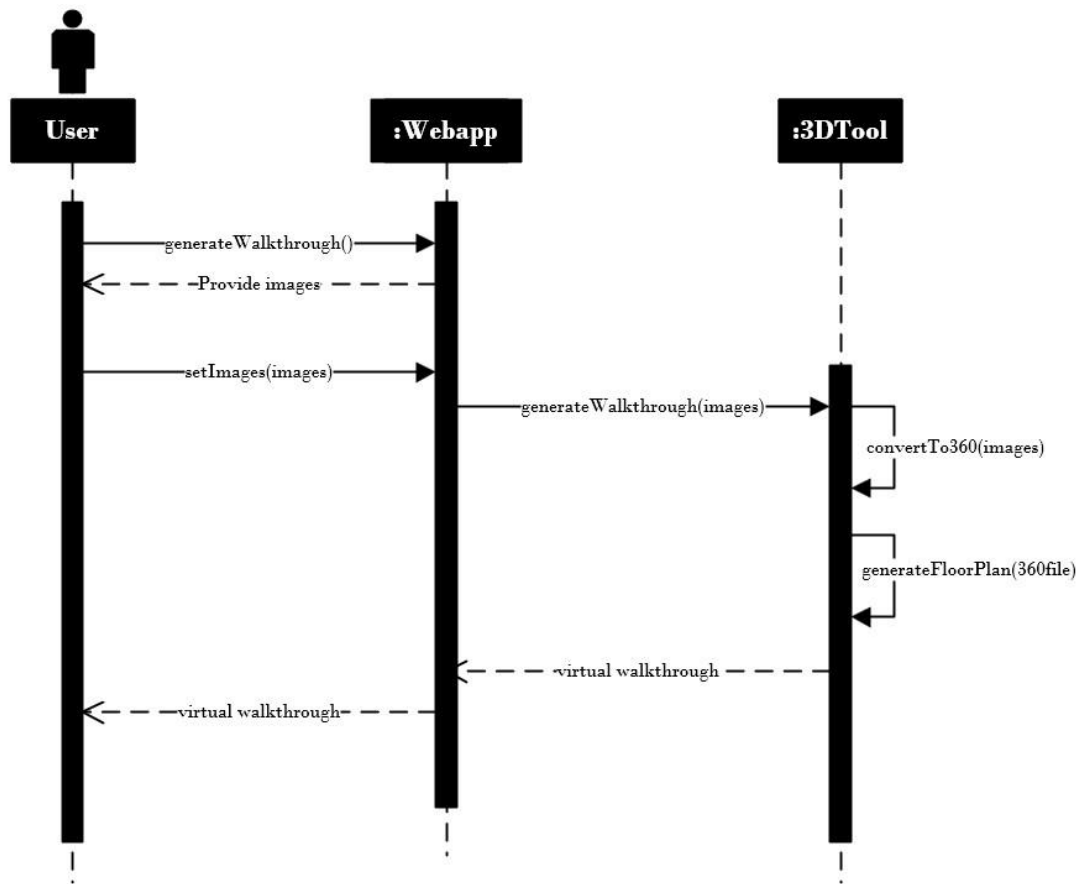 User
:Webapp
:3DTool
generateWalkthrough()
Provide images
setImages(images)
generateWalkthrough(images)
convertTo360(images)
generateFloorPlan(360file)
virtual walkthrough
virtual walkthrough